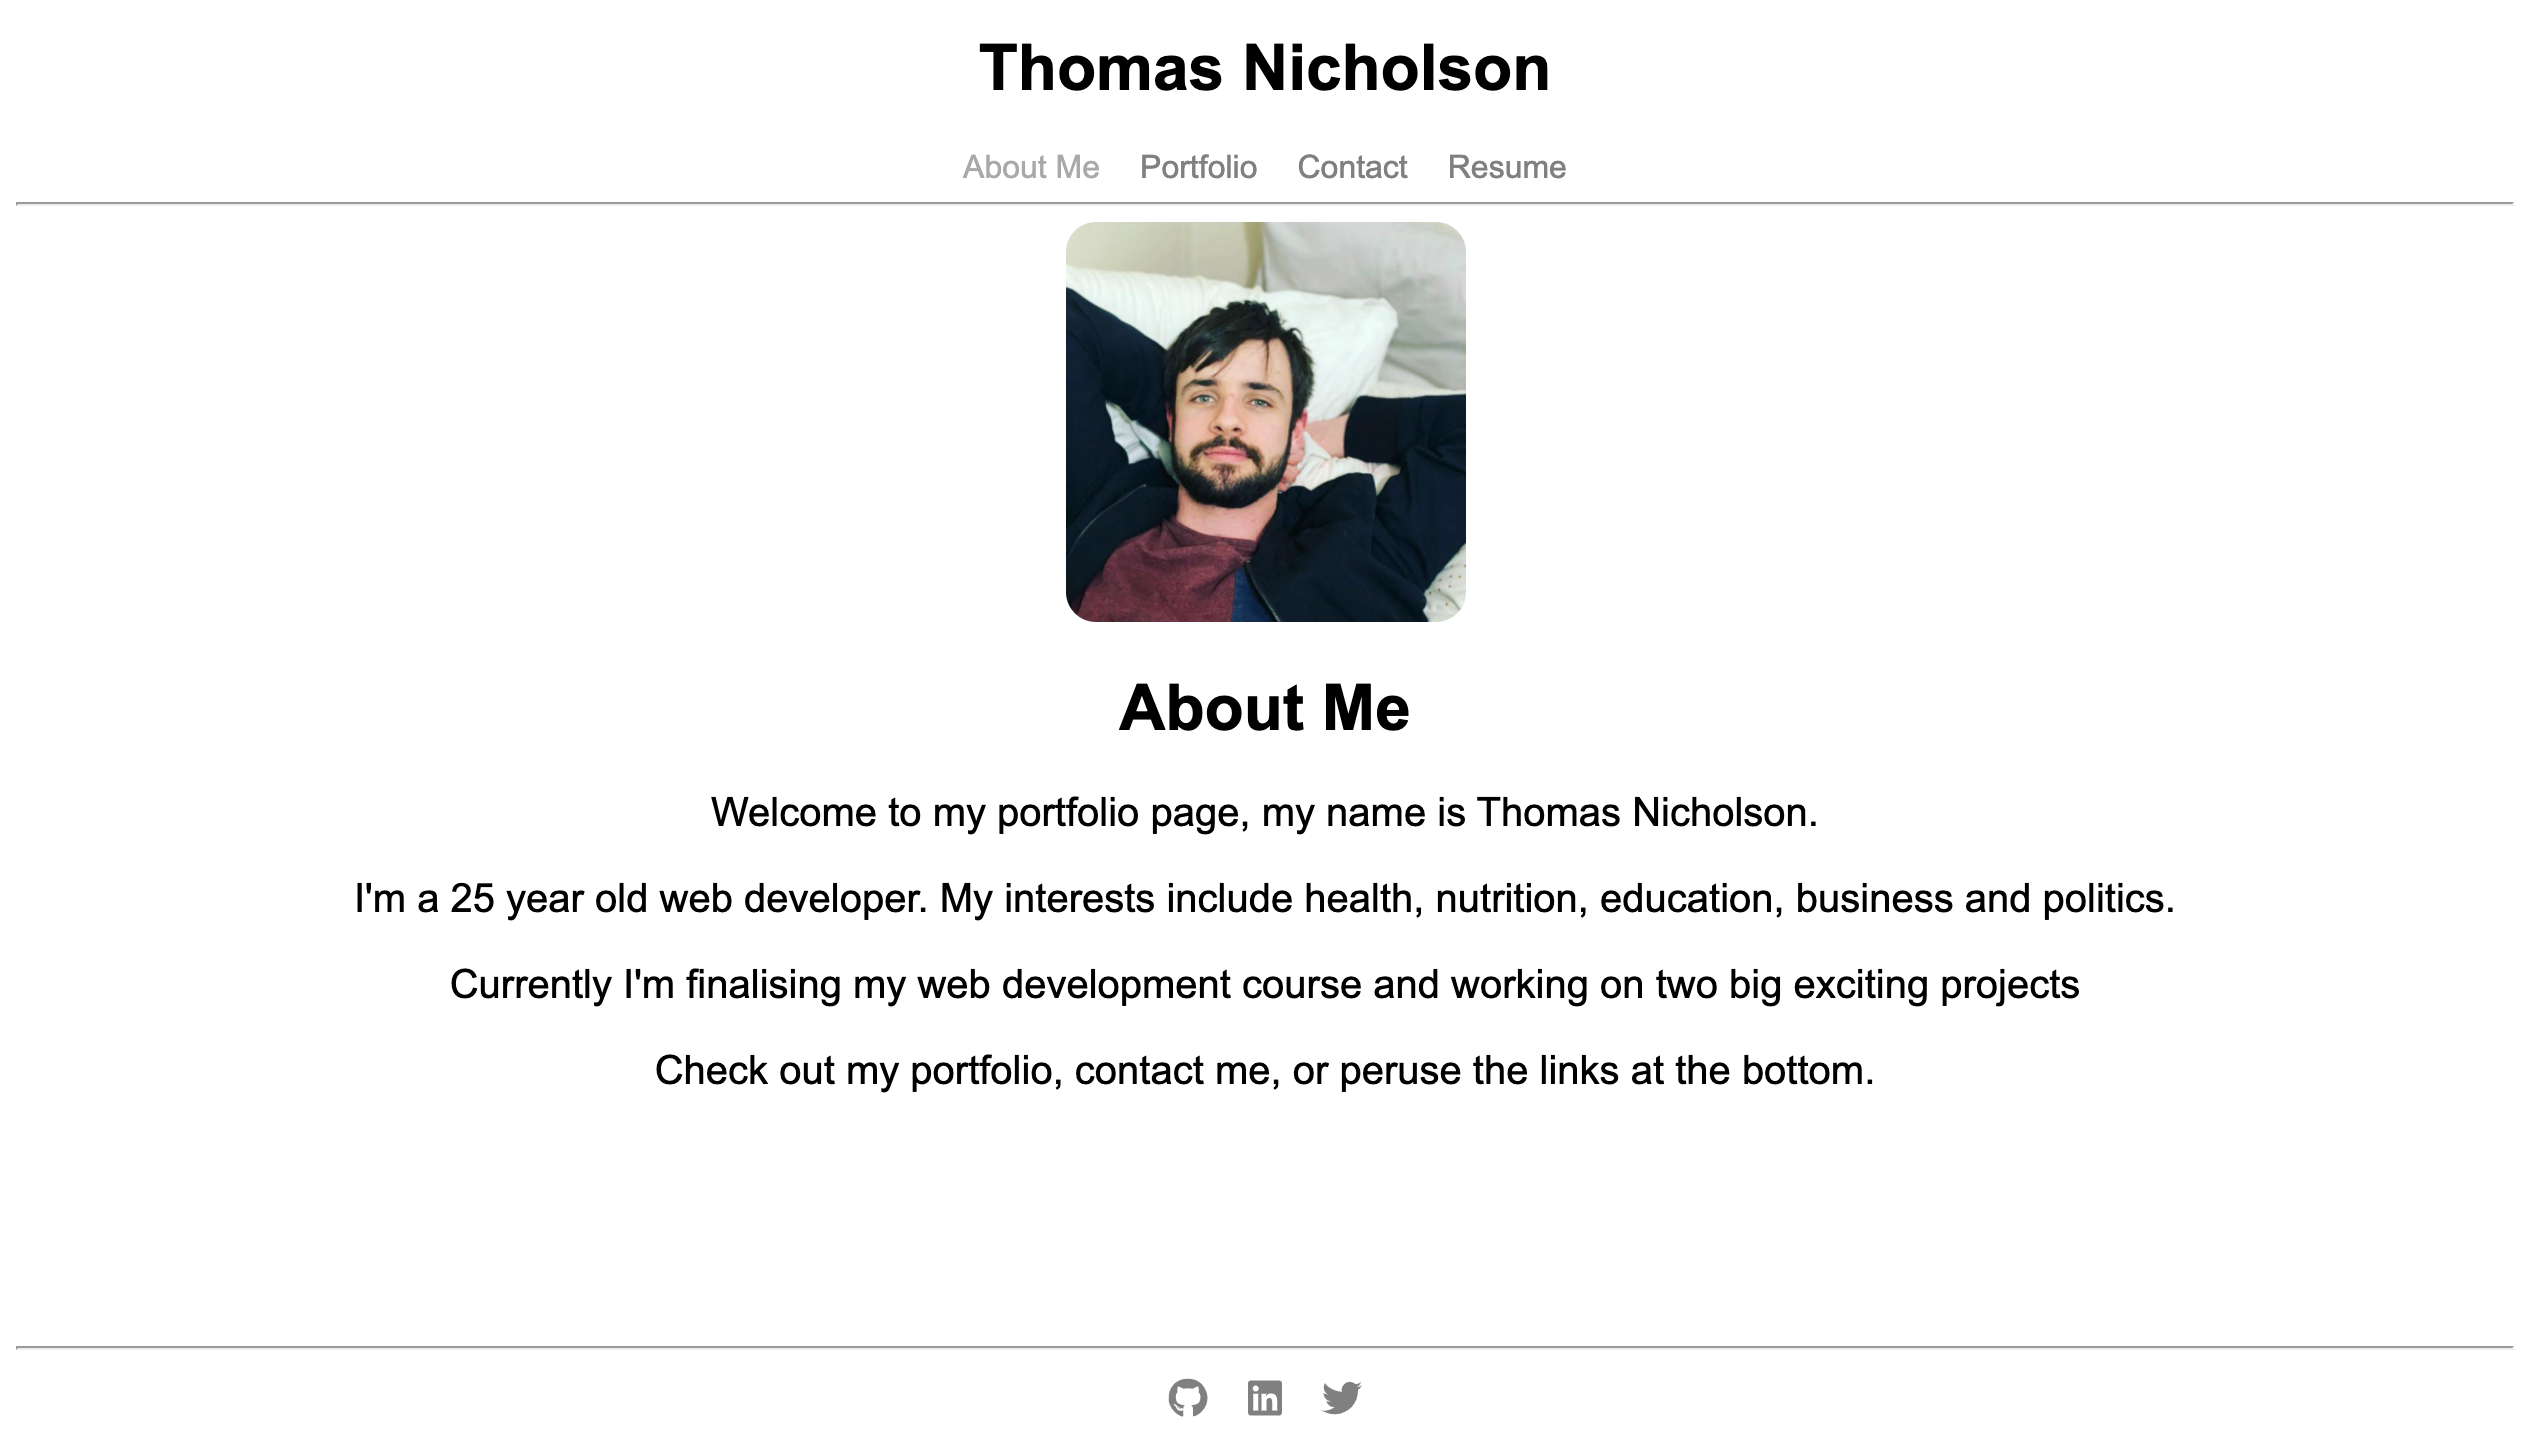 Thomas Nicholson
About Me Portfolio Contact Resume
About Me
Welcome to my portfolio page, my name is Thomas Nicholson.
I'm a 25 year old web developer. My interests include health, nutrition, education, business and politics.
Currently I'm finalising my web development course and working on two big exciting projects
Check out my portfolio, contact me, or peruse the links at the bottom.
in